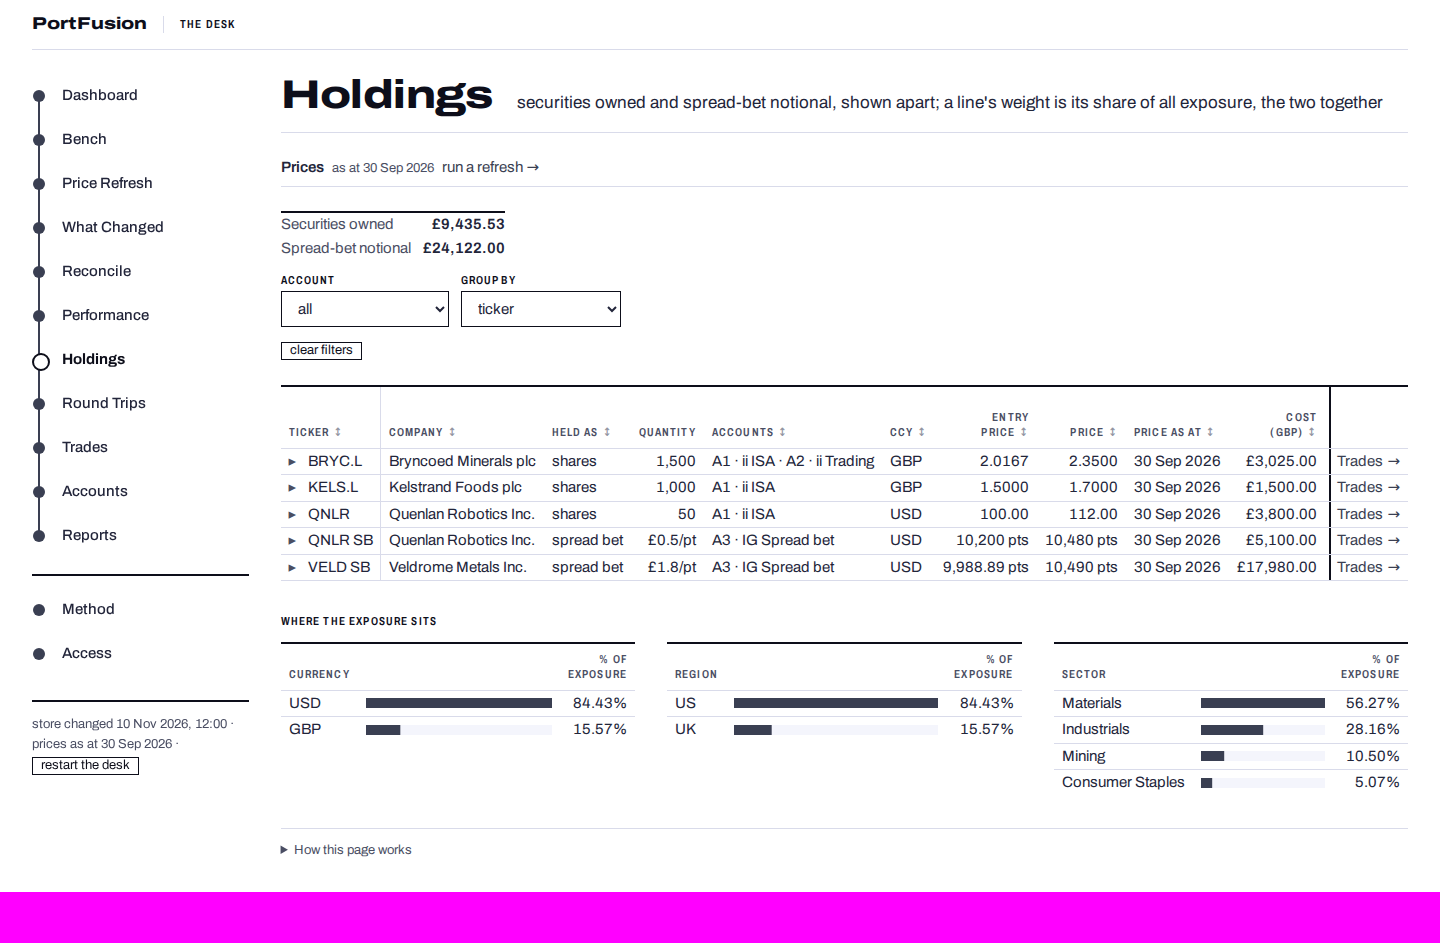 PortFusion THE DESK
Dashboard
Bench
Price Refresh
What Changed
Reconcile
Performance
Holdings
Round Trips
Trades
Accounts
Reports
Method
Access
store changed 10 Nov 2026, 12:00 ·
prices as at 30 Sep 2026 ·
restart the desk
Holdings securities owned and spread-bet notional, shown apart; a line's weight is its share of all exposure, the two together
Prices as at 30 Sep 2026 run a refresh →
Securities owned £9,435.53
Spread-bet notional £24,122.00
ACCOUNT GROUP BY
all ticker
clear filters
TICKER ↕ COMPANY ↕ HELD AS ↕ QUANTITY ACCOUNTS ↕ CCY ↕ ENTRY PRICE ↕ PRICE ↕ PRICE AS AT ↕ COST (GBP) ↕
▸ BRYC.L Bryncoed Minerals plc shares 1,500 A1 · ii ISA · A2 · ii Trading GBP 2.0167 2.3500 30 Sep 2026 £3,025.00 Trades →
▸ KELS.L Kelstrand Foods plc shares 1,000 A1 · ii ISA GBP 1.5000 1.7000 30 Sep 2026 £1,500.00 Trades →
▸ QNLR Quenlan Robotics Inc. shares 50 A1 · ii ISA USD 100.00 112.00 30 Sep 2026 £3,800.00 Trades →
▸ QNLR SB Quenlan Robotics Inc. spread bet £0.5/pt A3 · IG Spread bet USD 10,200 pts 10,480 pts 30 Sep 2026 £5,100.00 Trades →
▸ VELD SB Veldrome Metals Inc. spread bet £1.8/pt A3 · IG Spread bet USD 9,988.89 pts 10,490 pts 30 Sep 2026 £17,980.00 Trades →
WHERE THE EXPOSURE SITS
CURRENCY % OF EXPOSURE
USD 84.43%
GBP 15.57%
REGION % OF EXPOSURE
US 84.43%
UK 15.57%
SECTOR % OF EXPOSURE
Materials 56.27%
Industrials 28.16%
Mining 10.50%
Consumer Staples 5.07%
▸ How this page works